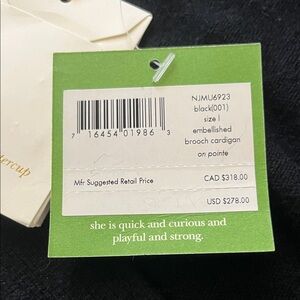 NJMU6923
black(001)
size l
embellished
brooch cardigan
on pointe
7 16454 01986 3
Mfr Suggested Retail Price
CAD $318.00
USD $278.00
she is quick and curious and
playful and strong.